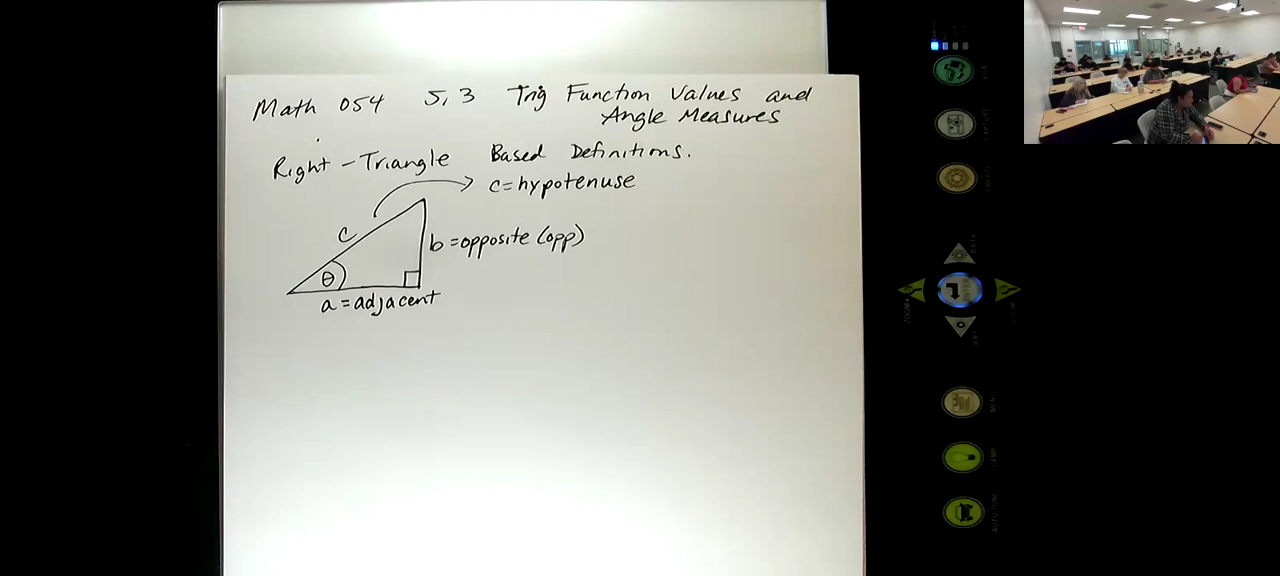 Math 054 5.3 Trig Function Values and
Angle Measures
Right-Triangle Based Definitions.
c=hypotenuse
c
b=opposite (opp)
θ
a=adjacent